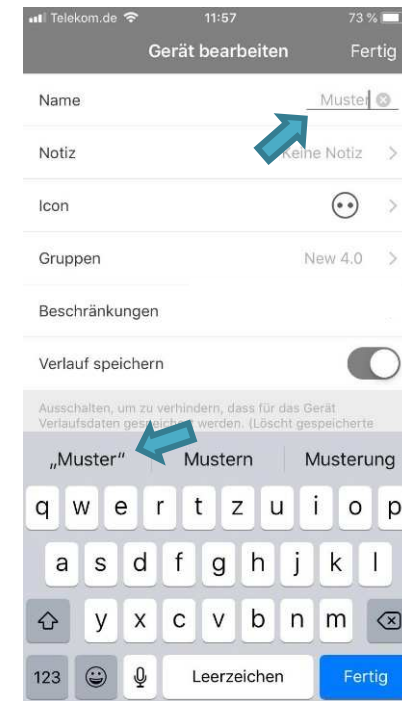 Telekom.de 11:57 73 %
Gerät bearbeiten Fertig
Name Muster
Notiz Keine Notiz
Icon
Gruppen New 4.0
Beschränkungen
Verlauf speichern
Ausschalten, um zu verhindern, dass für das Gerät
Verlaufsdaten gespeichert werden. (Löscht gespeicherte
„Muster“ Mustern Musterung
q w e r t z u i o p
a s d f g h j k l
y x c v b n m
123 Leerzeichen Fertig